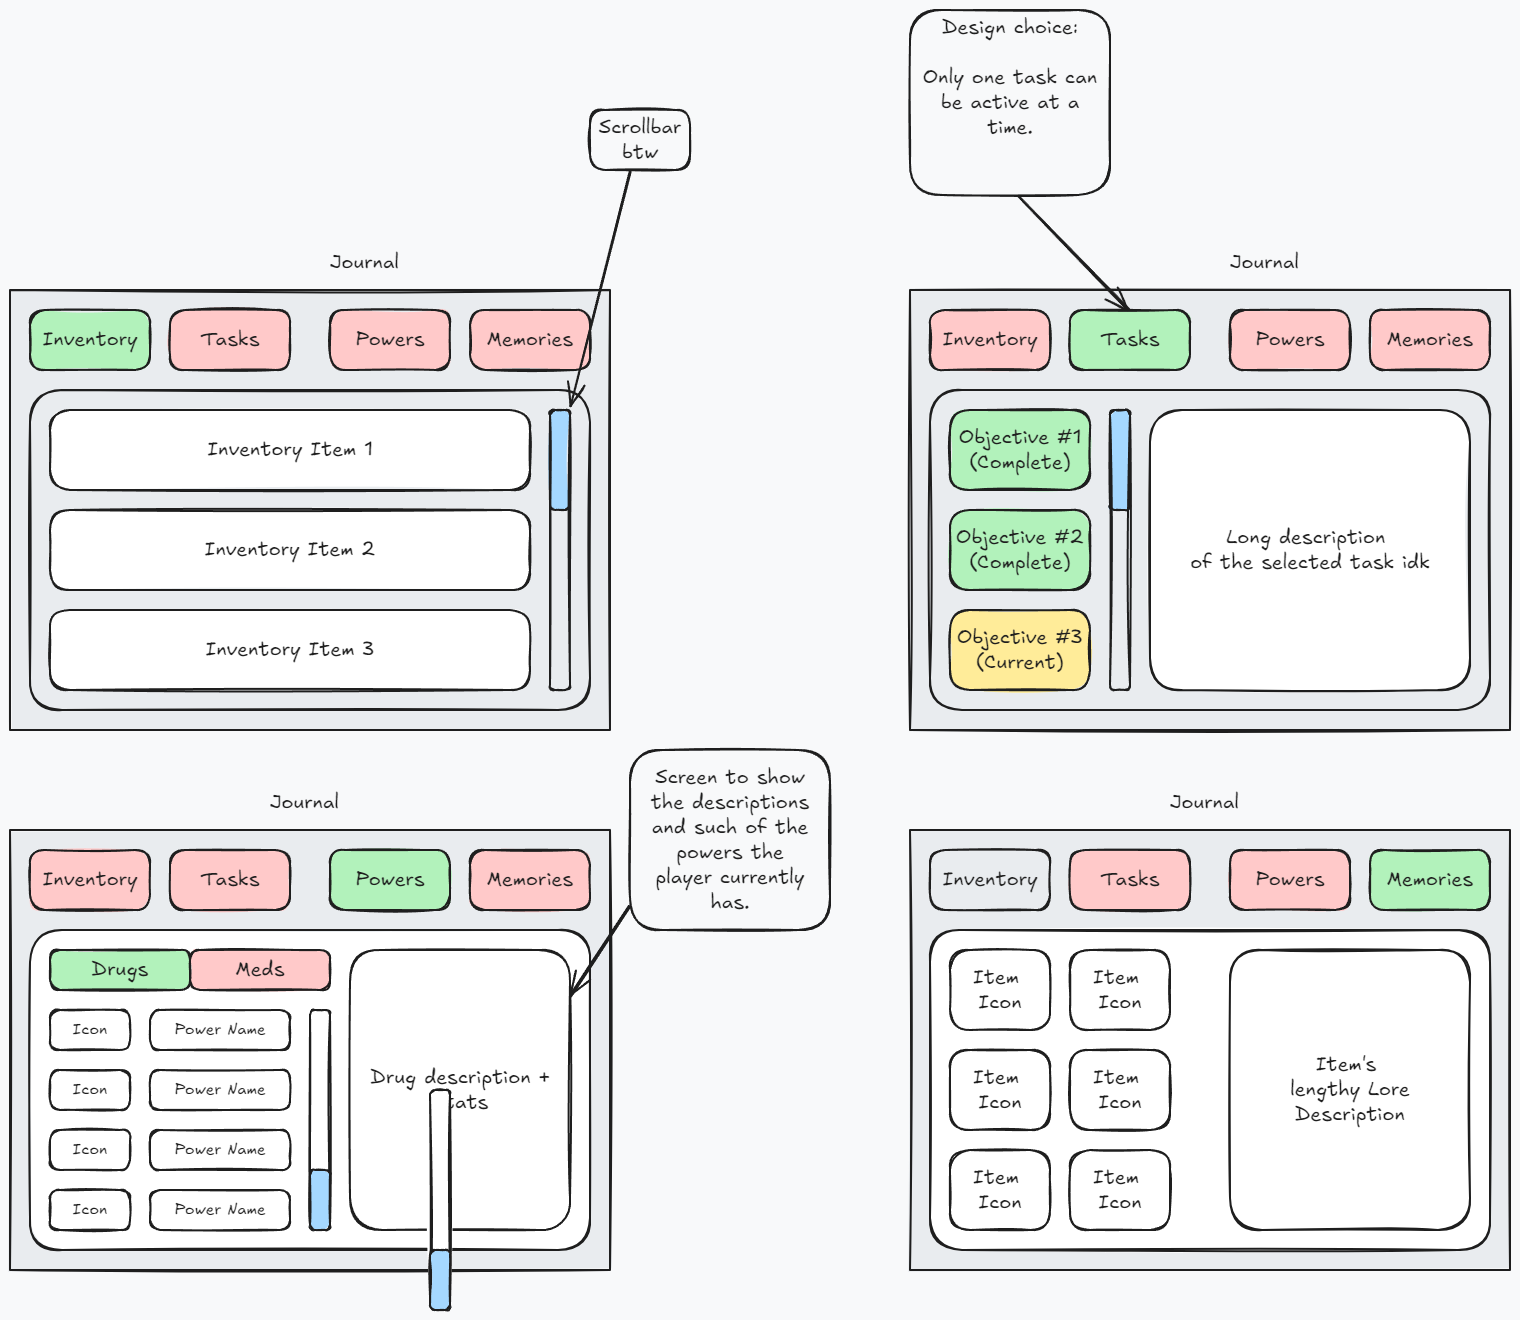 Design choice:
Only one task can
be active at a
time.
Scrollbar
btw
Journal
Inventory
Tasks
Powers
Memories
Inventory Item 1
Inventory Item 2
Inventory Item 3
Journal
Inventory
Tasks
Powers
Memories
Objective #1
(Complete)
Objective #2
(Complete)
Objective #3
(Current)
Long description
of the selected task idk
Screen to show
the descriptions
and such of the
powers the
player currently
has.
Journal
Inventory
Tasks
Powers
Memories
Drugs
Meds
Icon
Power Name
Icon
Power Name
Icon
Power Name
Icon
Power Name
Drug description +
tats
Journal
Inventory
Tasks
Powers
Memories
Item
Icon
Item
Icon
Item
Icon
Item
Icon
Item
Icon
Item
Icon
Item's
lengthy Lore
Description